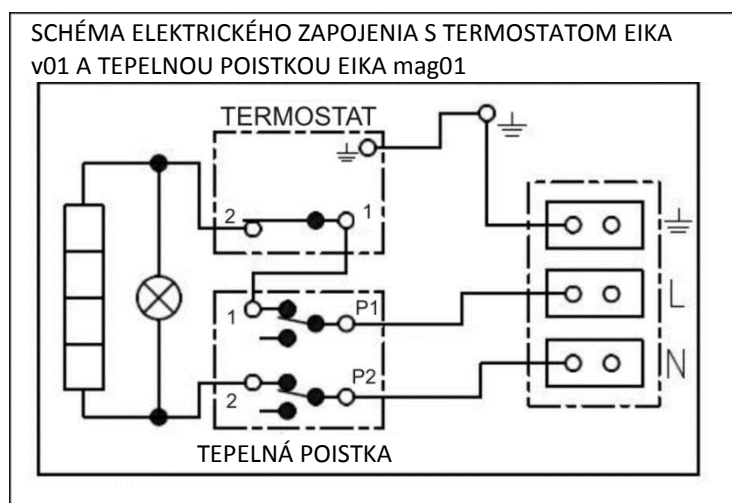 SCHÉMA ELEKTRICKÉHO ZAPOJENIA S TERMOSTATOM EIKA
v01 A TEPELNOU POISTKOU EIKA mag01
TERMOSTAT
2 1
1 P1 L
2 P2 N
TEPELNÁ POISTKA